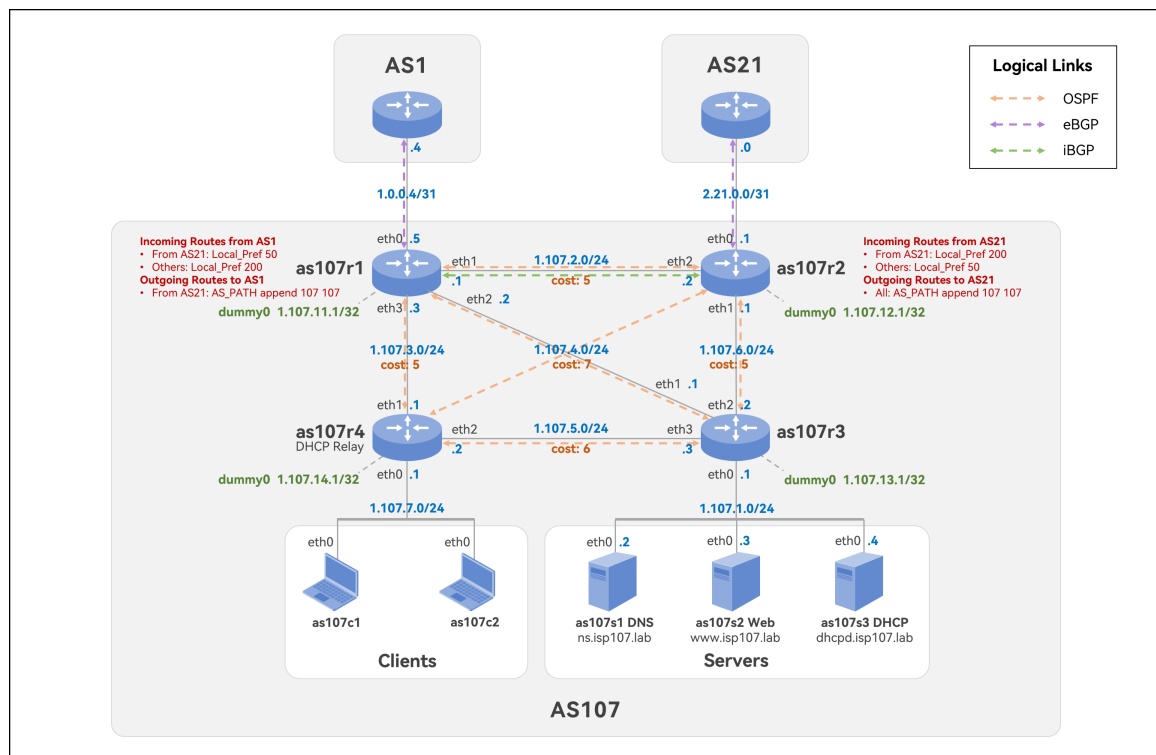 AS1
AS21
Logical Links
OSPF
eBGP
iBGP
.4
.0
1.0.0.4/31
2.21.0.0/31
Incoming Routes from AS1
• From AS21: Local_Pref 50
• Others: Local_Pref 200
Outgoing Routes to AS1
• From AS21: AS_PATH append 107 107
eth0 .5
as107r1
eth1
.1
1.107.2.0/24
cost: 5
eth0 .1
eth2
.2
as107r2
Incoming Routes from AS21
• From AS21: Local_Pref 200
• Others: Local_Pref 50
Outgoing Routes to AS21
• All: AS_PATH append 107 107
dummy0 1.107.11.1/32
eth3 .3
eth2 .2
eth1 .1
dummy0 1.107.12.1/32
1.107.3.0/24
cost: 5
1.107.4.0/24
cost: 7
1.107.6.0/24
cost: 5
eth1 .1
eth1 .1
eth2 .2
as107r4
DHCP Relay
eth2
.2
1.107.5.0/24
cost: 6
eth3
.3
as107r3
dummy0 1.107.14.1/32
eth0 .1
eth0 .1
dummy0 1.107.13.1/32
1.107.7.0/24
1.107.1.0/24
eth0
eth0
eth0 .2
eth0 .3
eth0 .4
as107c1
as107c2
as107s1 DNS
ns.isp107.lab
as107s2 Web
www.isp107.lab
as107s3 DHCP
dhcpd.isp107.lab
Clients
Servers
AS107